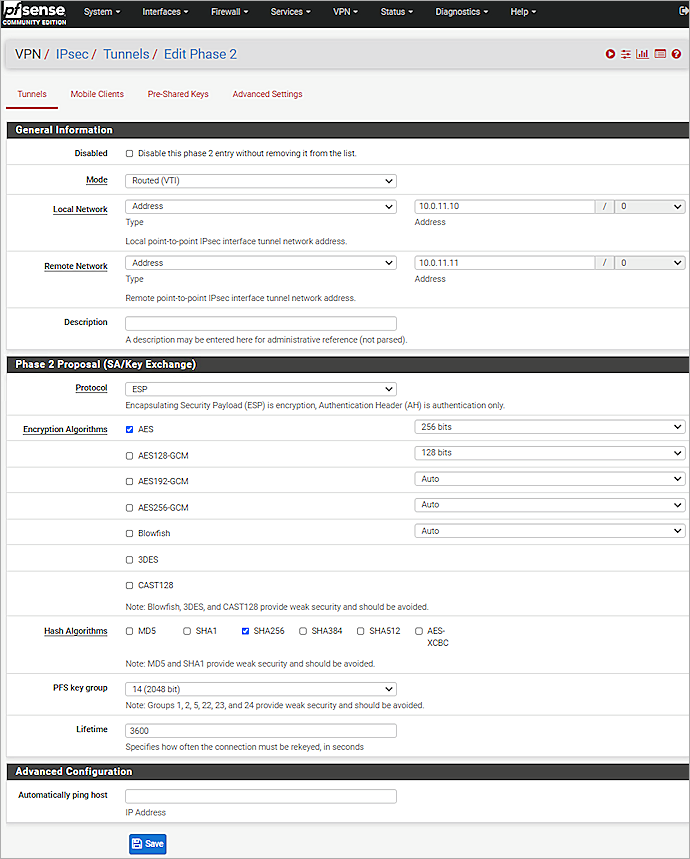 pfsense
COMMUNITY EDITION
System Interfaces Firewall Services VPN Status Diagnostics Help
VPN / IPsec / Tunnels / Edit Phase 2
Tunnels Mobile Clients Pre-Shared Keys Advanced Settings
General Information
Disabled Disable this phase 2 entry without removing it from the list.
Mode Routed (VTI)
Local Network Address 10.0.11.10 / 0
Type Address
Local point-to-point IPsec interface tunnel network address.
Remote Network Address 10.0.11.11 / 0
Type Address
Remote point-to-point IPsec interface tunnel network address.
Description
A description may be entered here for administrative reference (not parsed).
Phase 2 Proposal (SA/Key Exchange)
Protocol ESP
Encapsulating Security Payload (ESP) is encryption, Authentication Header (AH) is authentication only.
Encryption Algorithms AES 256 bits
AES128-GCM 128 bits
AES192-GCM Auto
AES256-GCM Auto
Blowfish Auto
3DES
CAST128
Note: Blowfish, 3DES, and CAST128 provide weak security and should be avoided.
Hash Algorithms MD5 SHA1 SHA256 SHA384 SHA512 AES-
XCBC
Note: MD5 and SHA1 provide weak security and should be avoided.
PFS key group 14 (2048 bit)
Note: Groups 1, 2, 5, 22, 23, and 24 provide weak security and should be avoided.
Lifetime 3600
Specifies how often the connection must be rekeyed, in seconds
Advanced Configuration
Automatically ping host
IP Address
Save